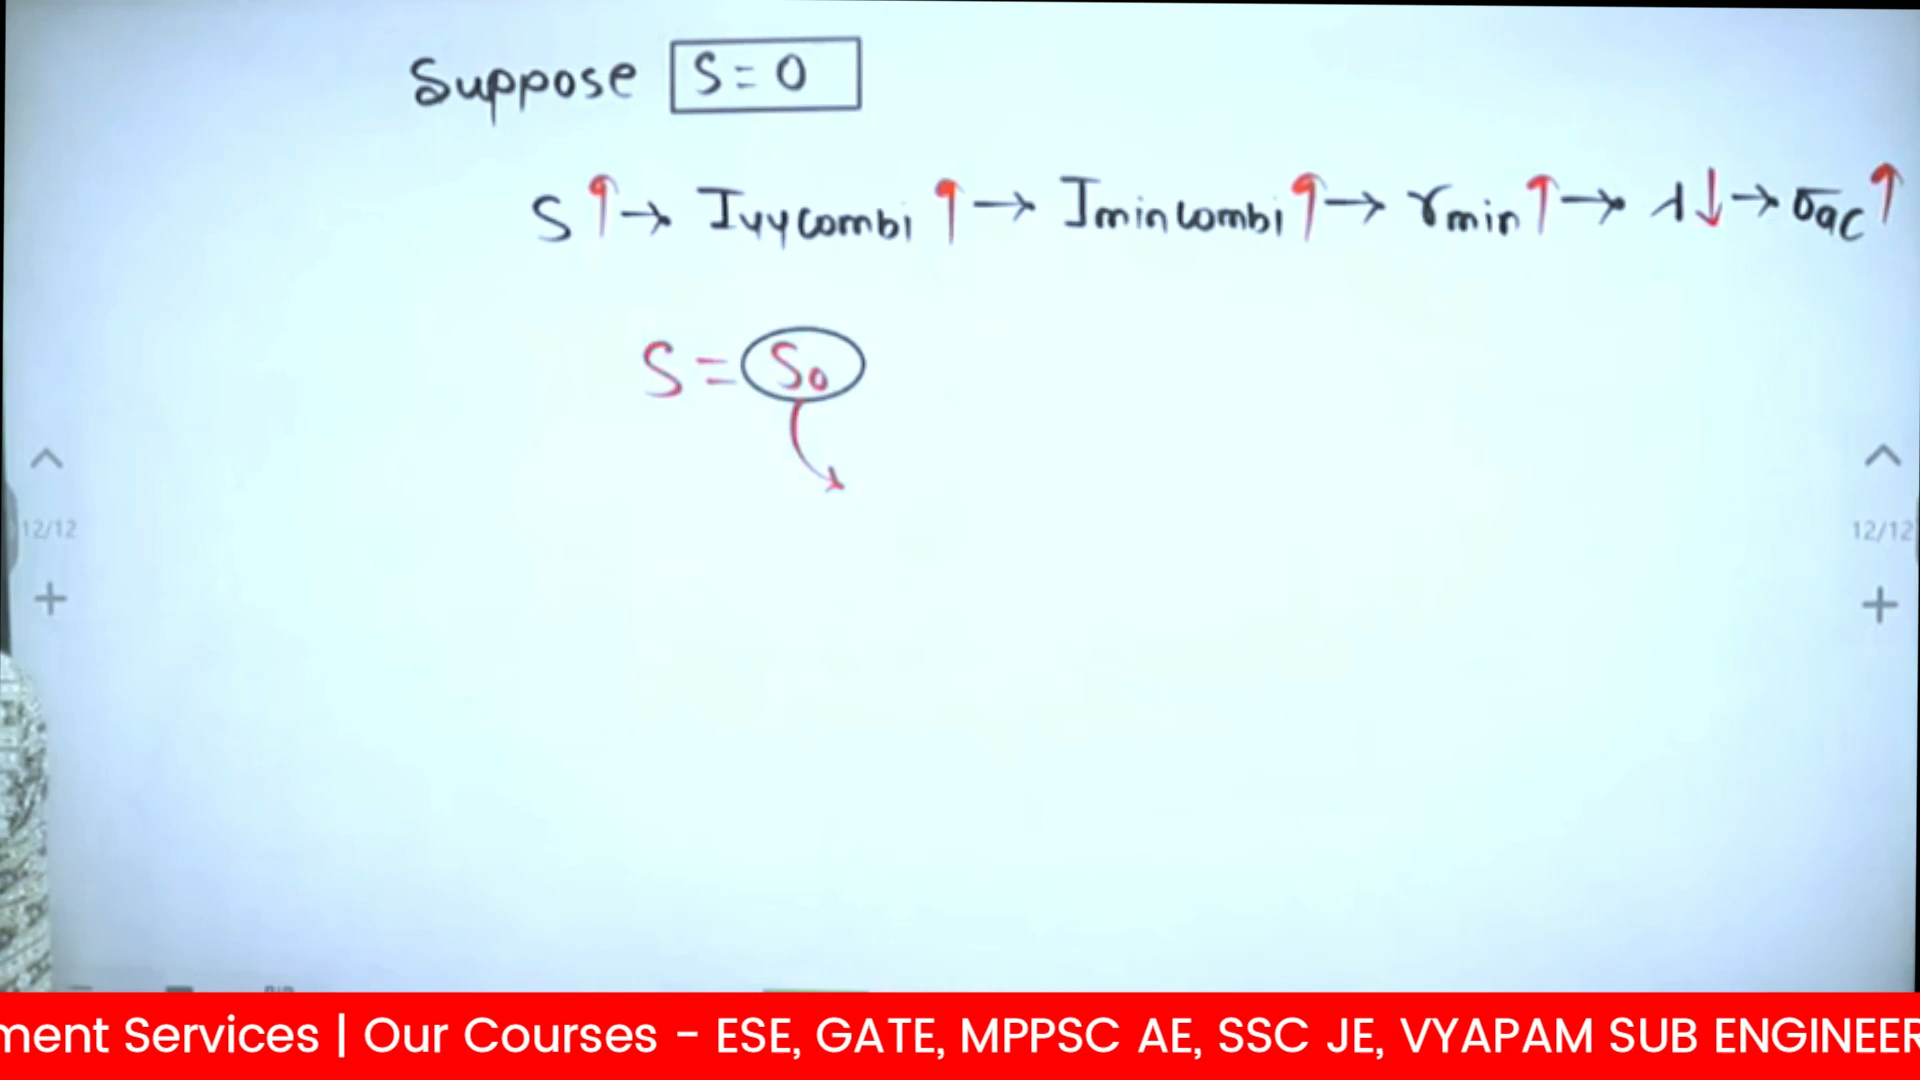 Suppose S = 0
S ↑ → Iyy combi ↑ → Imin combi ↑ → rmin ↑ → λ ↓ → σac ↑
S = S0
12/12
12/12
ment Services | Our Courses - ESE, GATE, MPPSC AE, SSC JE, VYAPAM SUB ENGINEER